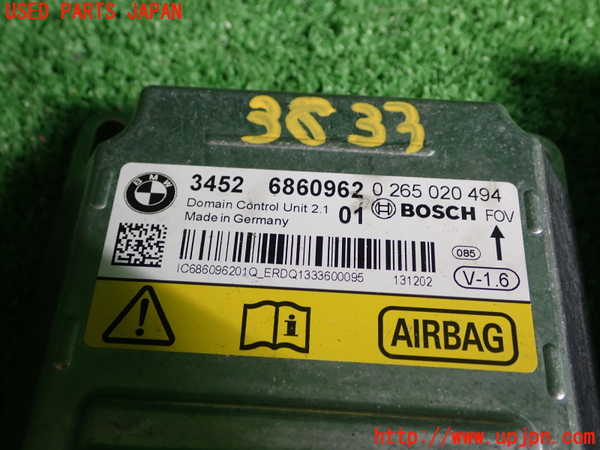 USED PARTS JAPAN
3833
BMW
3452 6860962 0 265 020 494
Domain Control Unit 2.1 01 BOSCH FOV
Made in Germany
085
IC686096201Q_ERDQ1333600095 131202 V-1.6
AIRBAG
http://www.upjpn.com/